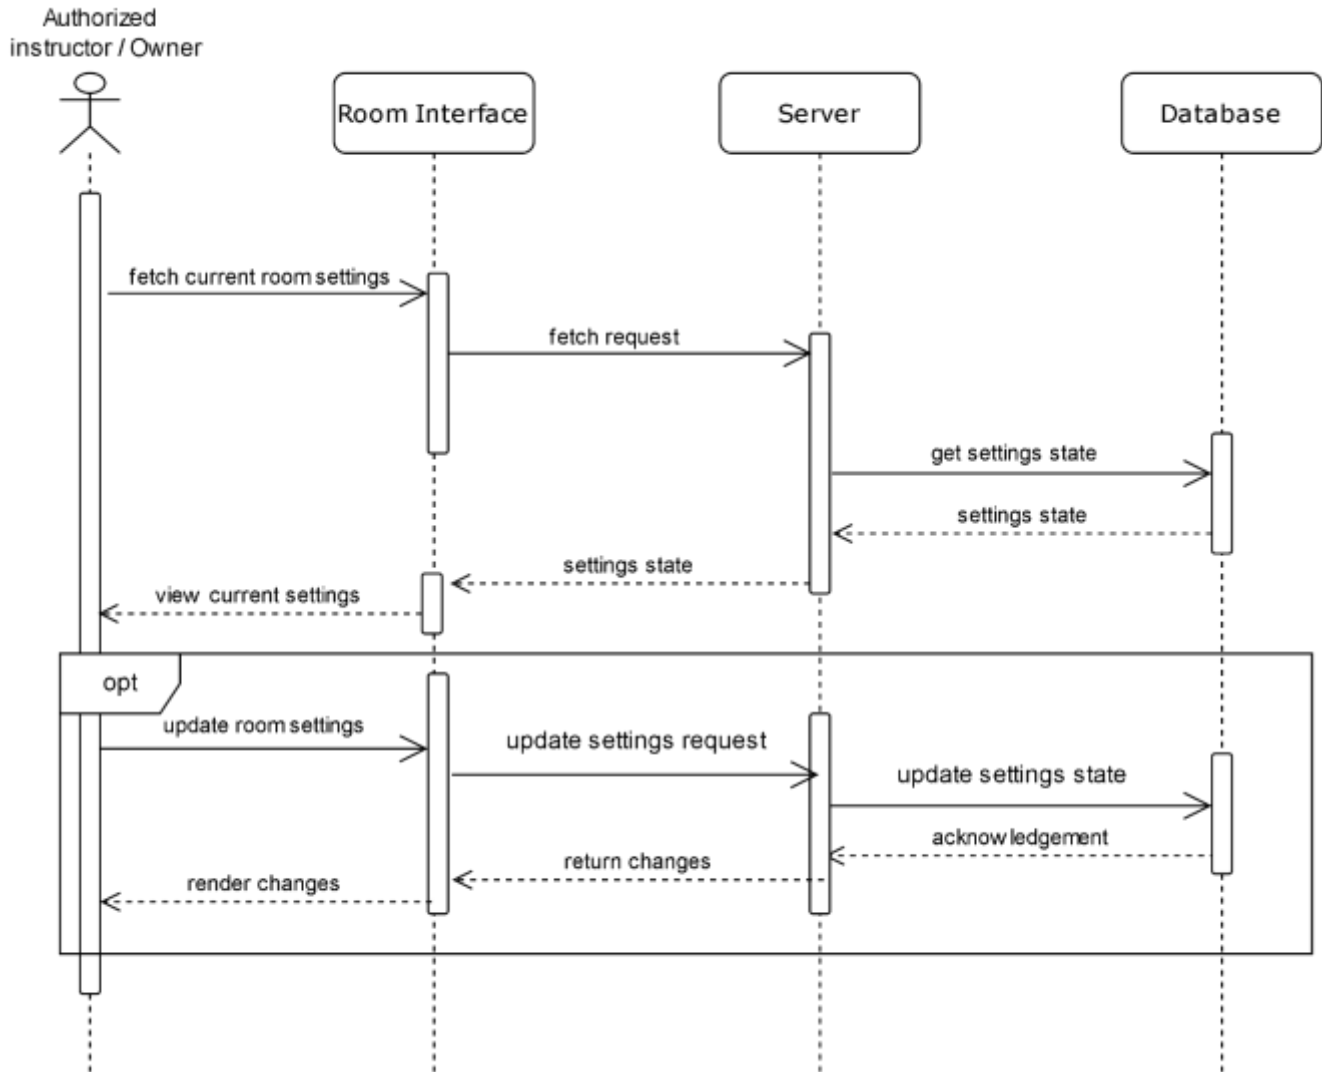 Authorized
instructor / Owner
Room Interface
Server
Database
fetch current room settings
fetch request
get settings state
settings state
settings state
view current settings
opt
update room settings
update settings request
update settings state
acknowledgement
return changes
render changes